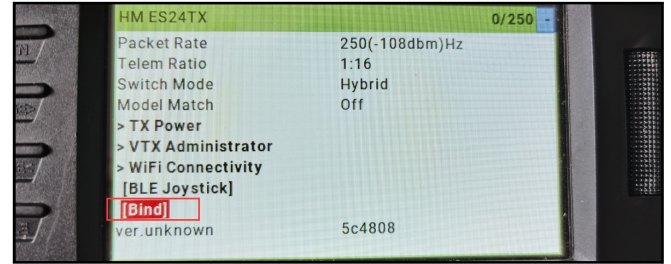 HM ES24TX 0/250 -
Packet Rate 250(-108dbm)Hz
Telem Ratio 1:16
Switch Mode Hybrid
Model Match Off
> TX Power
> VTX Administrator
> WiFi Connectivity
[BLE Joystick]
[Bind]
ver.unknown 5c4808